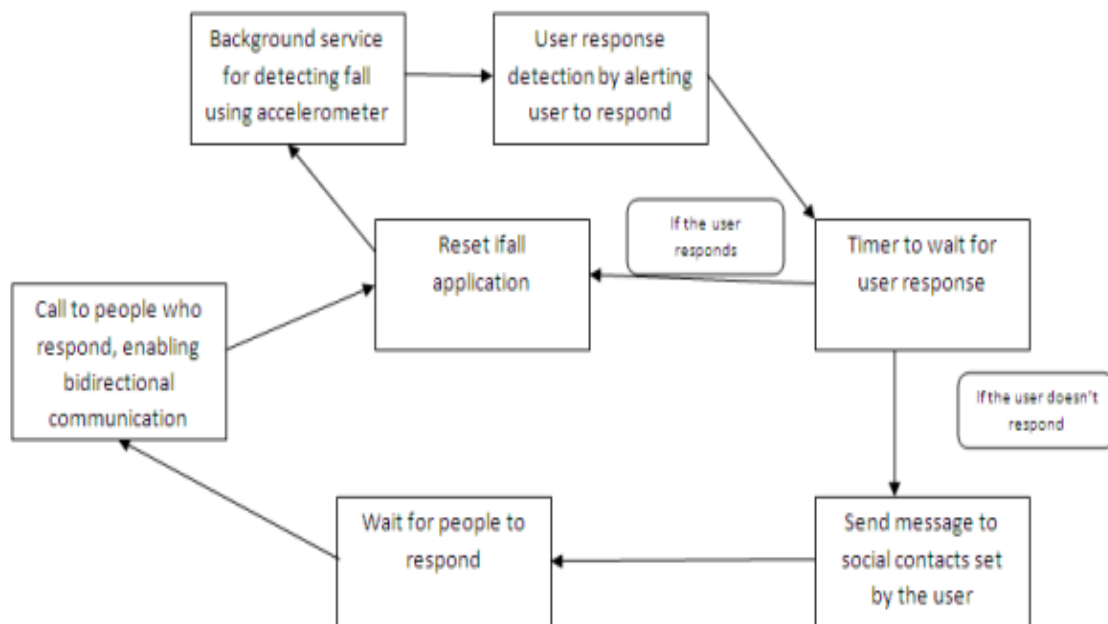 Background service
for detecting fall
using accelerometer
User response
detection by alerting
user to respond
If the user
responds
Reset ifall
application
Timer to wait for
user response
Call to people who
respond, enabling
bidirectional
communication
If the user doesn't
respond
Wait for people to
respond
Send message to
social contacts set
by the user